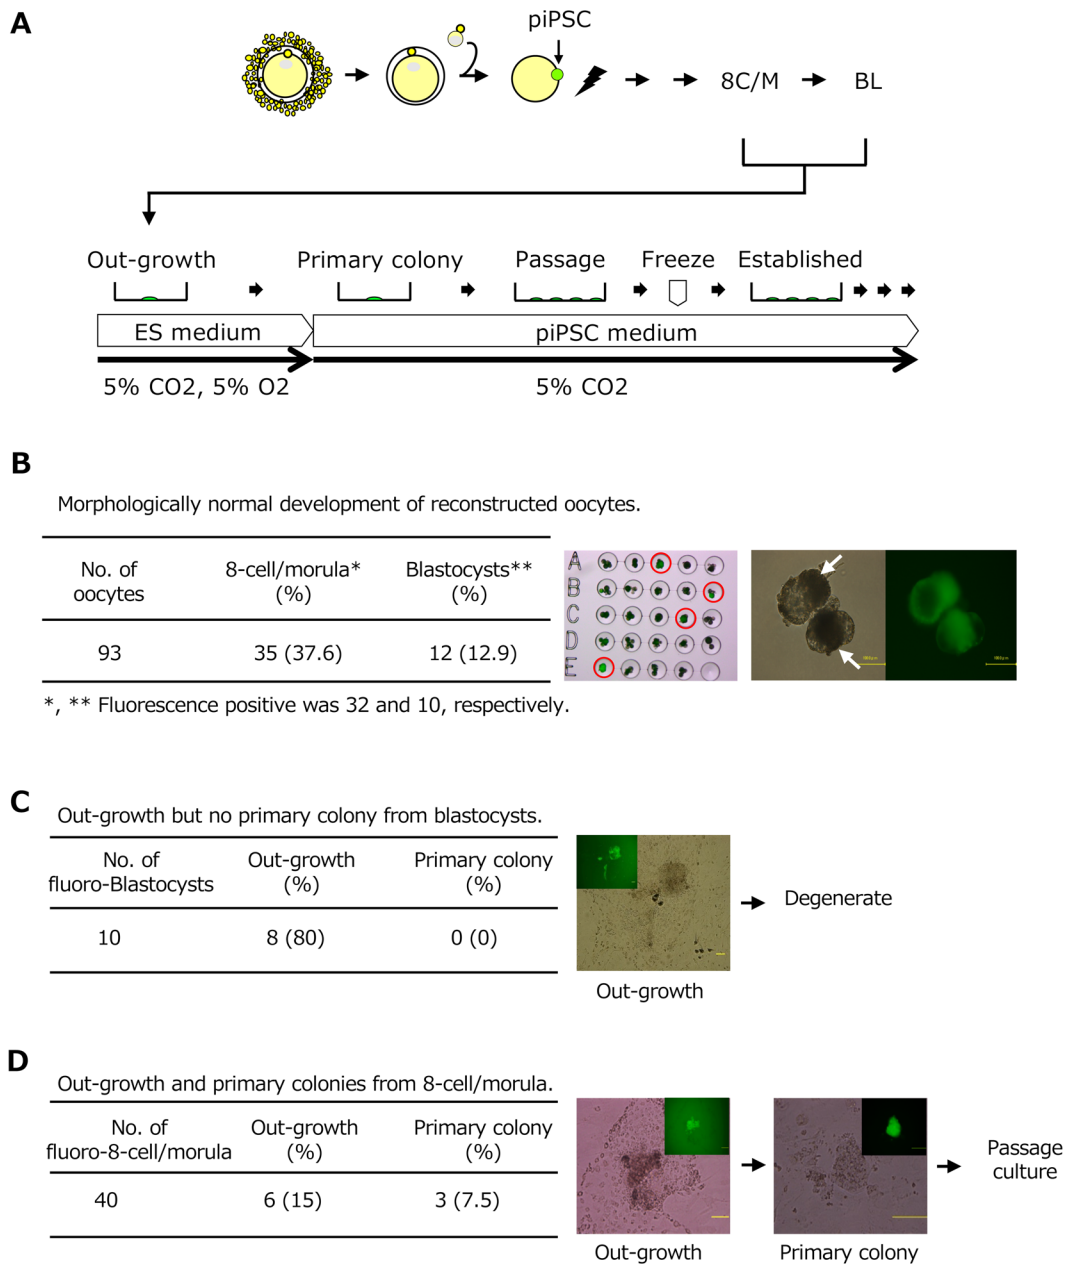 A
piPSC
8C/M
BL
Out-growth
Primary colony
Passage
Freeze
Established
ES medium
piPSC medium
5% CO2, 5% O2
5% CO2
B
Morphologically normal development of reconstructed oocytes.
No. of
oocytes
8-cell/morula*
(%)
Blastocysts**
(%)
93
35 (37.6)
12 (12.9)
*, ** Fluorescence positive was 32 and 10, respectively.
A
B
C
D
E
C
Out-growth but no primary colony from blastocysts.
No. of
fluoro-Blastocysts
Out-growth
(%)
Primary colony
(%)
10
8 (80)
0 (0)
Out-growth
Degenerate
D
Out-growth and primary colonies from 8-cell/morula.
No. of
fluoro-8-cell/morula
Out-growth
(%)
Primary colony
(%)
40
6 (15)
3 (7.5)
Out-growth
Primary colony
Passage
culture